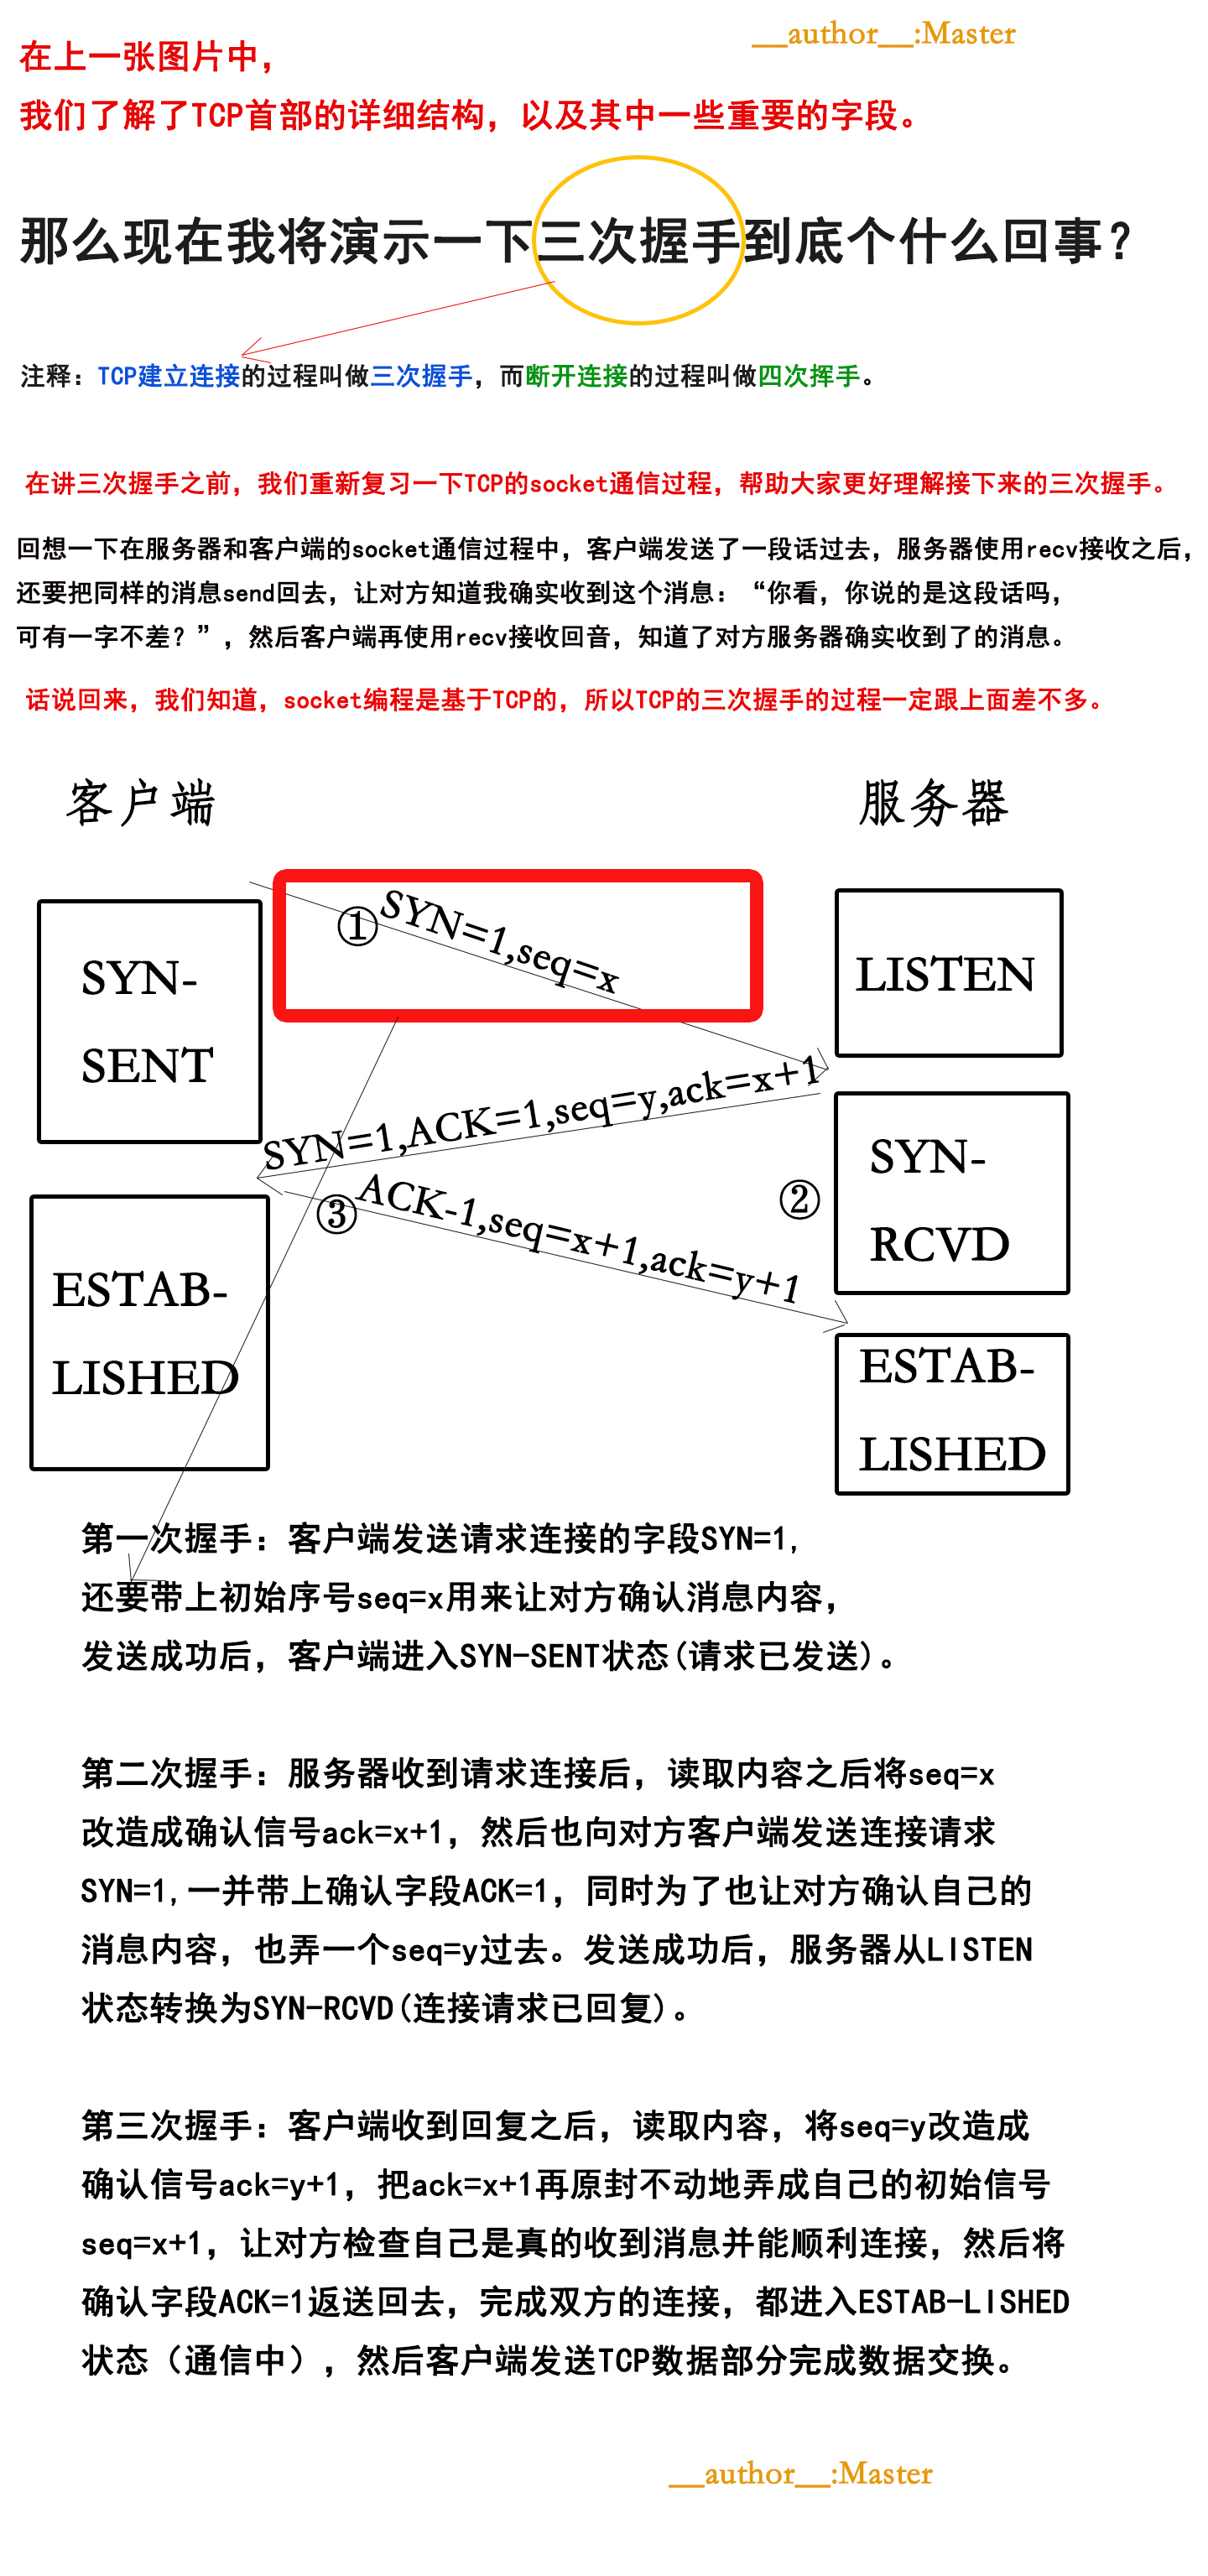 __author__:Master
在上一张图片中，
我们了解了TCP首部的详细结构，以及其中一些重要的字段。
那么现在我将演示一下三次握手到底个什么回事？
注释：TCP建立连接的过程叫做三次握手，而断开连接的过程叫做四次挥手。
在讲三次握手之前，我们重新复习一下TCP的socket通信过程，帮助大家更好理解接下来的三次握手。
回想一下在服务器和客户端的socket通信过程中，客户端发送了一段话过去，服务器使用recv接收之后，
还要把同样的消息send回去，让对方知道我确实收到这个消息：“你看，你说的是这段话吗，
可有一字不差？”，然后客户端再使用recv接收回音，知道了对方服务器确实收到了的消息。
话说回来，我们知道，socket编程是基于TCP的，所以TCP的三次握手的过程一定跟上面差不多。
客户端
服务器
①SYN=1,seq=x
SYN-
SENT
LISTEN
SYN=1,ACK=1,seq=y,ack=x+1
②
SYN-
RCVD
③ACK-1,seq=x+1,ack=y+1
ESTAB-
LISHED
ESTAB-
LISHED
第一次握手：客户端发送请求连接的字段SYN=1,
还要带上初始序号seq=x用来让对方确认消息内容，
发送成功后，客户端进入SYN-SENT状态(请求已发送)。
第二次握手：服务器收到请求连接后，读取内容之后将seq=x
改造成确认信号ack=x+1，然后也向对方客户端发送连接请求
SYN=1,一并带上确认字段ACK=1，同时为了也让对方确认自己的
消息内容，也弄一个seq=y过去。发送成功后，服务器从LISTEN
状态转换为SYN-RCVD(连接请求已回复)。
第三次握手：客户端收到回复之后，读取内容，将seq=y改造成
确认信号ack=y+1，把ack=x+1再原封不动地弄成自己的初始信号
seq=x+1，让对方检查自己是真的收到消息并能顺利连接，然后将
确认字段ACK=1返送回去，完成双方的连接，都进入ESTAB-LISHED
状态（通信中），然后客户端发送TCP数据部分完成数据交换。
__author__:Master